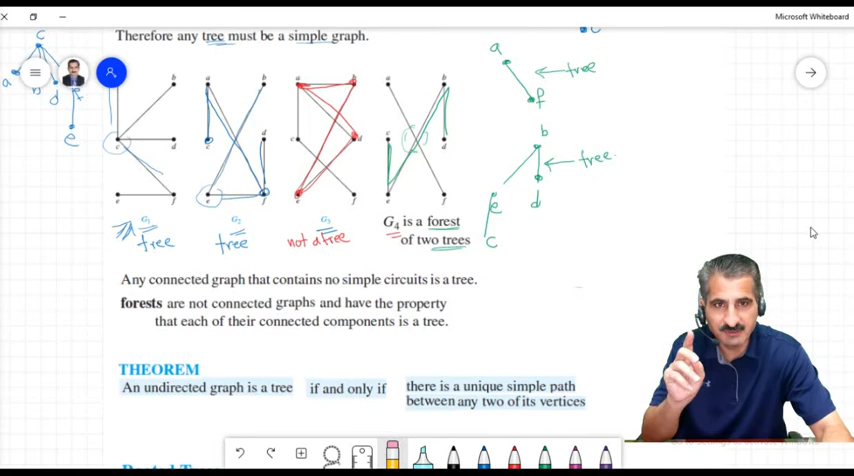 Microsoft Whiteboard
Therefore any tree must be a simple graph.
c
a
d
e
a
tree
f
b
tree
e
d
c
b
c
d
e
f
G1
tree
a
b
c
d
e
f
G2
tree
a
b
c
d
e
f
G3
not a tree
a
b
c
d
e
f
G4 is a forest
of two trees
Any connected graph that contains no simple circuits is a tree.
forests are not connected graphs and have the property
that each of their connected components is a tree.
THEOREM
An undirected graph is a tree if and only if there is a unique simple path
between any two of its vertices